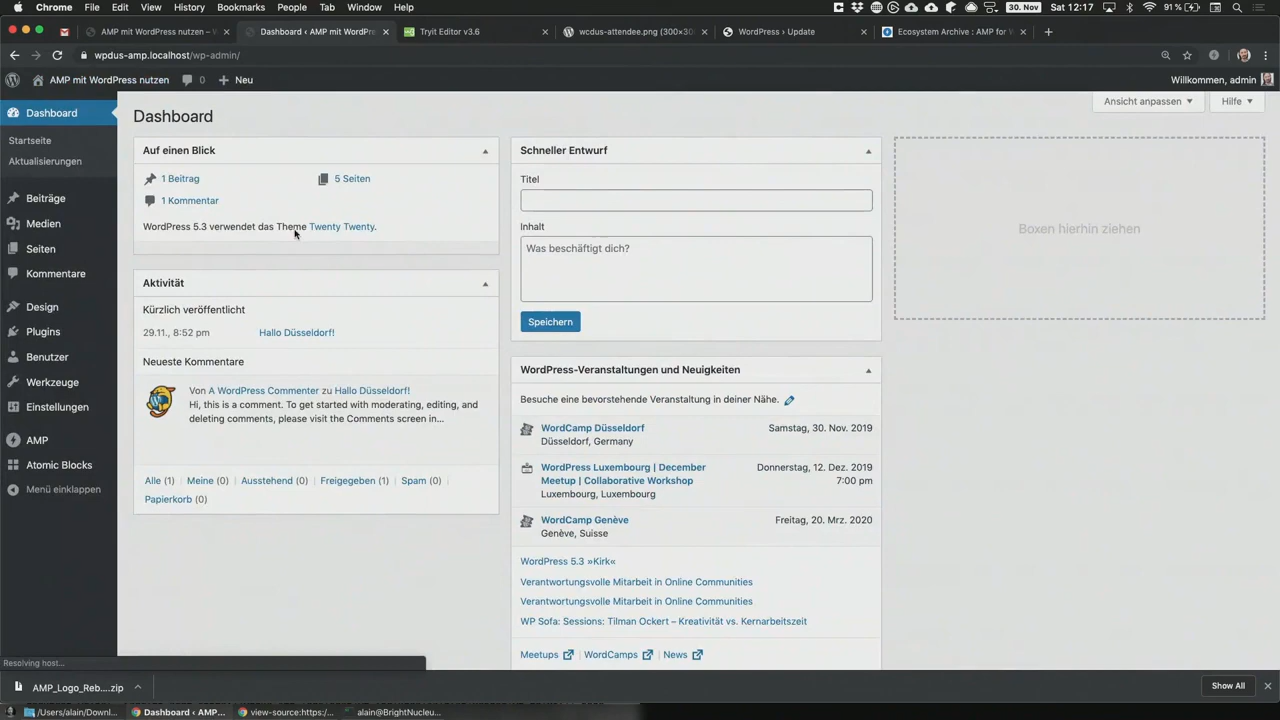 Chrome File Edit View History Bookmarks People Tab Window Help 30. Nov Sat 12:17 91 %
AMP mit WordPress nutzen – W Dashboard ‹ AMP mit WordPre Tryit Editor v3.6 wcdus-attendee.png (300×30 WordPress › Update Ecosystem Archive : AMP for W
wpdus-amp.localhost/wp-admin/
AMP mit WordPress nutzen 0 Neu Willkommen, admin
Ansicht anpassen Hilfe
Dashboard
Startseite
Aktualisierungen
Beiträge
Medien
Seiten
Kommentare
Design
Plugins
Benutzer
Werkzeuge
Einstellungen
AMP
Atomic Blocks
Menü einklappen
Dashboard
Auf einen Blick
1 Beitrag 5 Seiten
1 Kommentar
WordPress 5.3 verwendet das Theme Twenty Twenty.
Aktivität
Kürzlich veröffentlicht
29.11., 8:52 pm Hallo Düsseldorf!
Neueste Kommentare
Von A WordPress Commenter zu Hallo Düsseldorf!
Hi, this is a comment. To get started with moderating, editing, and
deleting comments, please visit the Comments screen in…
Alle (1) | Meine (0) | Ausstehend (0) | Freigegeben (1) | Spam (0) |
Papierkorb (0)
Schneller Entwurf
Titel
Inhalt
Was beschäftigt dich?
Speichern
WordPress-Veranstaltungen und Neuigkeiten
Besuche eine bevorstehende Veranstaltung in deiner Nähe.
WordCamp Düsseldorf Samstag, 30. Nov. 2019
Düsseldorf, Germany
WordPress Luxembourg | December Donnerstag, 12. Dez. 2019
Meetup | Collaborative Workshop 7:00 pm
Luxembourg, Luxembourg
WordCamp Genève Freitag, 20. Mrz. 2020
Genève, Suisse
WordPress 5.3 »Kirk«
Verantwortungsvolle Mitarbeit in Online Communities
Verantwortungsvolle Mitarbeit in Online Communities
WP Sofa: Sessions: Tilman Ockert – Kreativität vs. Kernarbeitszeit
Meetups WordCamps News
Boxen hierhin ziehen
Resolving host...
AMP_Logo_Reb....zip Show All
/Users/alain/Downl... Dashboard ‹ AMP... view-source:https:/... alain@BrightNucleu...